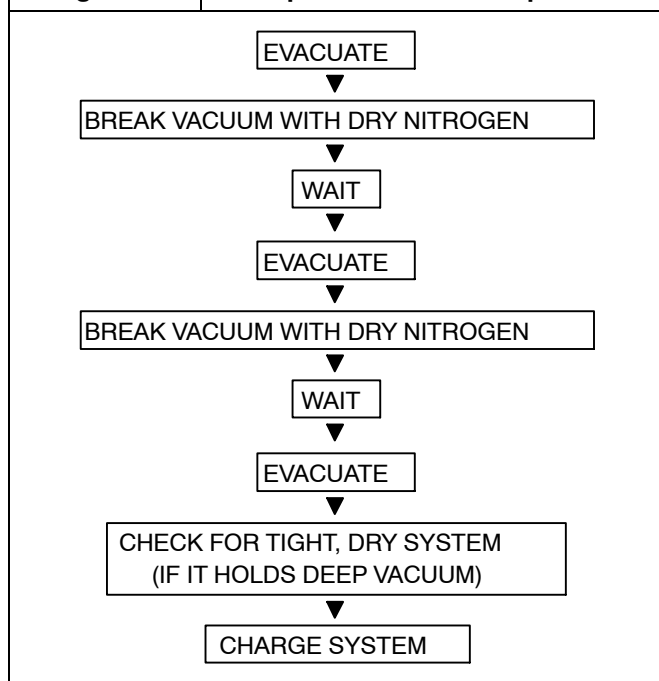 EVACUATE
BREAK VACUUM WITH DRY NITROGEN
WAIT
EVACUATE
BREAK VACUUM WITH DRY NITROGEN
WAIT
EVACUATE
CHECK FOR TIGHT, DRY SYSTEM
(IF IT HOLDS DEEP VACUUM)
CHARGE SYSTEM